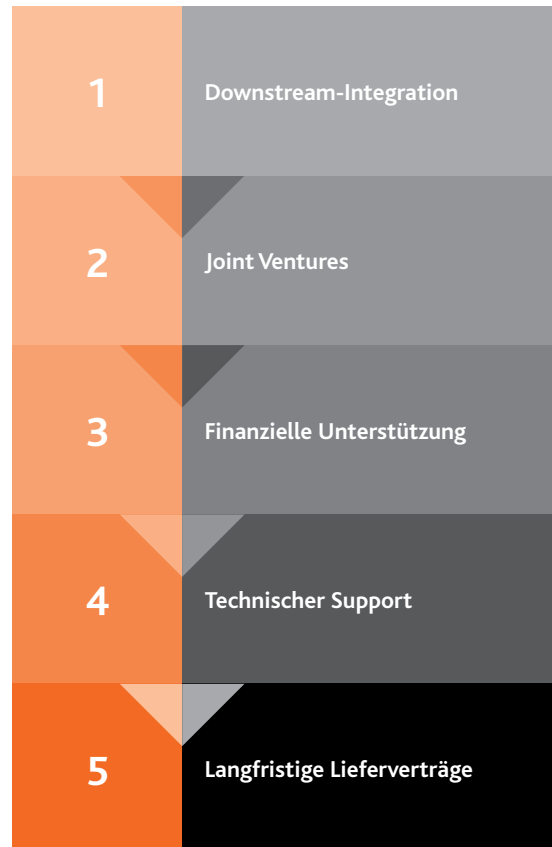 1 Downstream-Integration
2 Joint Ventures
3 Finanzielle Unterstützung
4 Technischer Support
5 Langfristige Lieferverträge